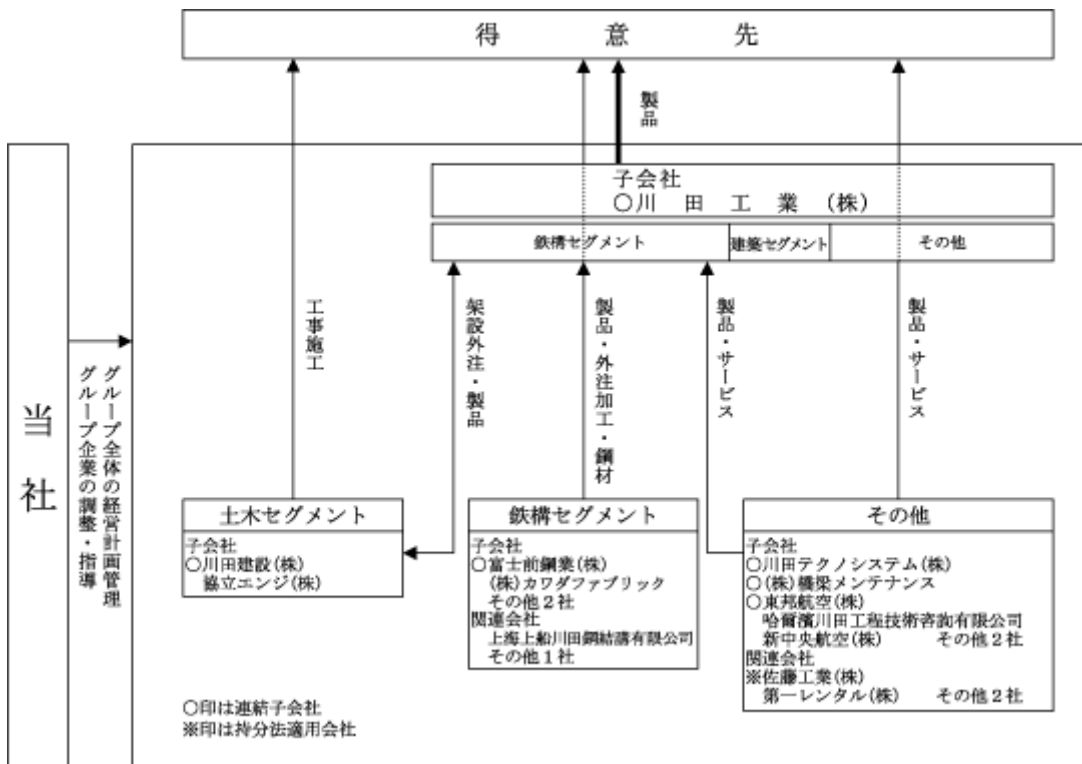 得意先
製品
子会社
○川田工業(株)
鉄構セグメント
建築セグメント
その他
工事施工
架設外注・製品
製品・外注加工・鋼材
製品・サービス
製品・サービス
当社
グループ全体の経営計画管理
グループ企業の調整・指導
土木セグメント
子会社
○川田建設(株)
協立エンジ(株)
鉄構セグメント
子会社
○富士前鋼業(株)
(株)カワダファブリック
その他2社
関連会社
上海上船川田鋼結講有限公司
その他1社
その他
子会社
○川田テクノシステム(株)
○(株)橋梁メンテナンス
○東邦航空(株)
哈爾濱川田工程技術咨詢有限公司
新中央航空(株) その他2社
関連会社
※佐藤工業(株)
第一レンタル(株) その他2社
○印は連結子会社
※印は持分法適用会社